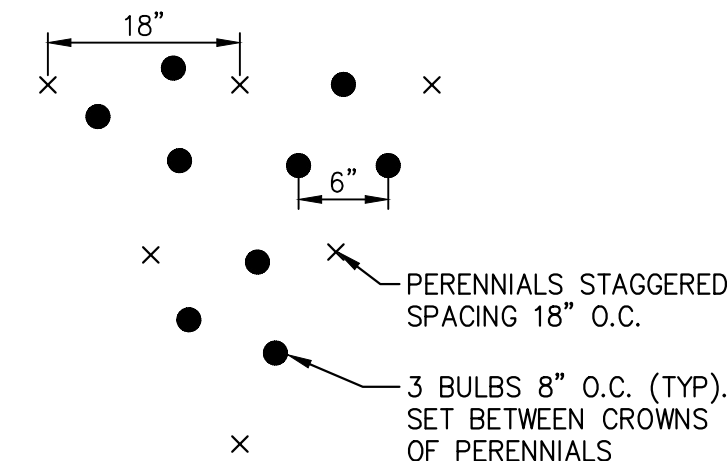 18”
6”
PERENNIALS STAGGERED
SPACING 18” O.C.
3 BULBS 8” O.C. (TYP).
SET BETWEEN CROWNS
OF PERENNIALS